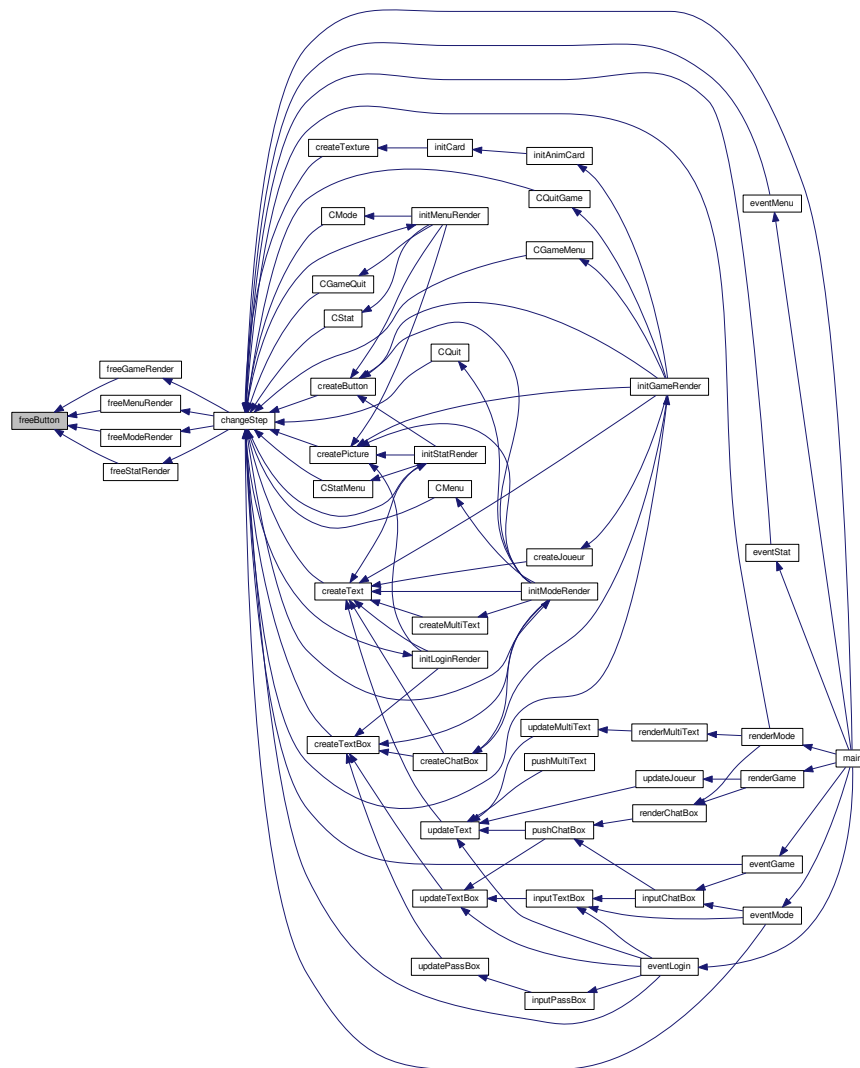 createTexture
initCard
initAnimCard
CQuitGame
eventMenu
CMode
initMenuRender
CGameMenu
CGameQuit
CStat
CQuit
freeGameRender
createButton
initGameRender
freeMenuRender
freeButton
changeStep
freeModeRender
createPicture
initStatRender
freeStatRender
CStatMenu
CMenu
eventStat
createJoueur
createText
initModeRender
createMultiText
initLoginRender
updateMultiText
renderMultiText
renderMode
createTextBox
createChatBox
pushMultiText
main
updateJoueur
renderGame
renderChatBox
updateText
pushChatBox
eventGame
updateTextBox
inputTextBox
inputChatBox
eventMode
updatePassBox
eventLogin
inputPassBox